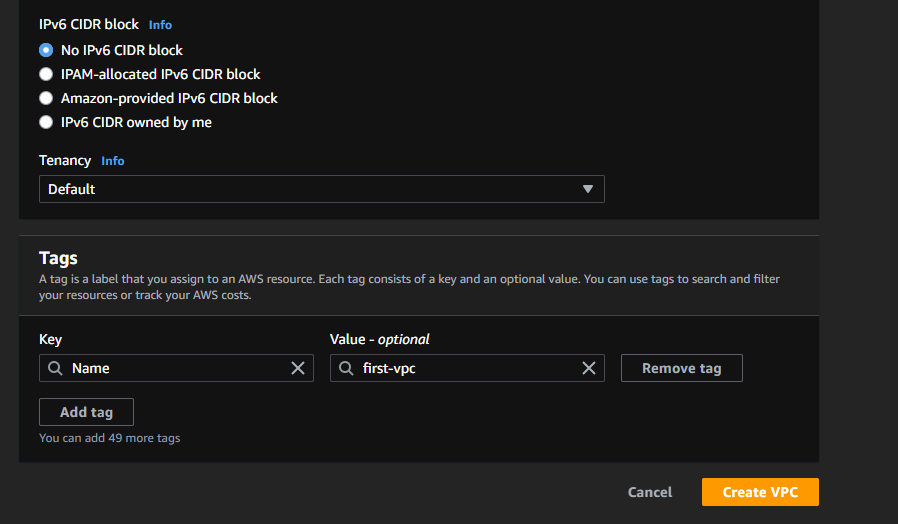 IPv6 CIDR block Info
No IPv6 CIDR block
IPAM-allocated IPv6 CIDR block
Amazon-provided IPv6 CIDR block
IPv6 CIDR owned by me
Tenancy Info
Default
Tags
A tag is a label that you assign to an AWS resource. Each tag consists of a key and an optional value. You can use tags to search and filter
your resources or track your AWS costs.
Key Value - optional
Name first-vpc Remove tag
Add tag
You can add 49 more tags
Cancel Create VPC